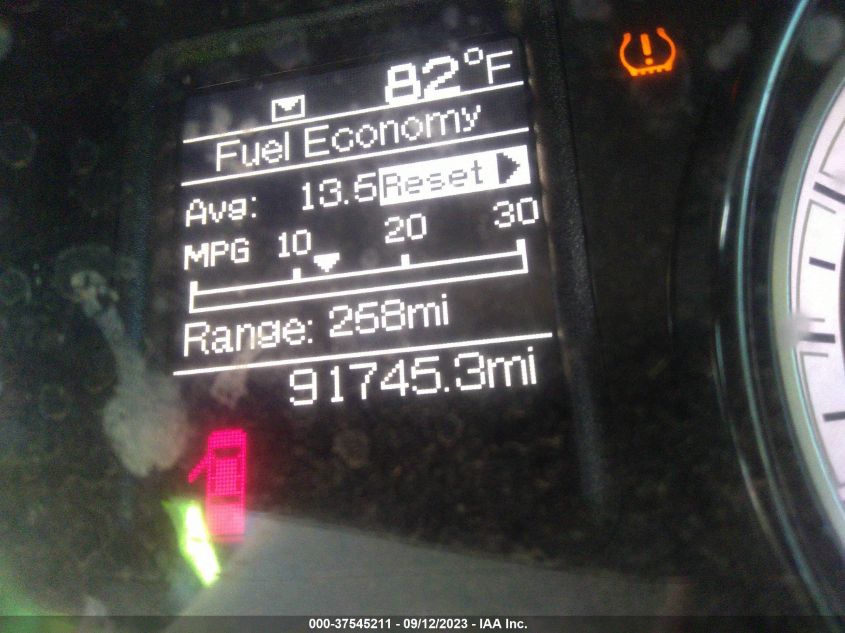 82°F
Fuel Economy
Avg: 13.5 Reset
MPG 10 20 30
Range: 258mi
91745.3mi
000-37545211 - 09/12/2023 - IAA Inc.